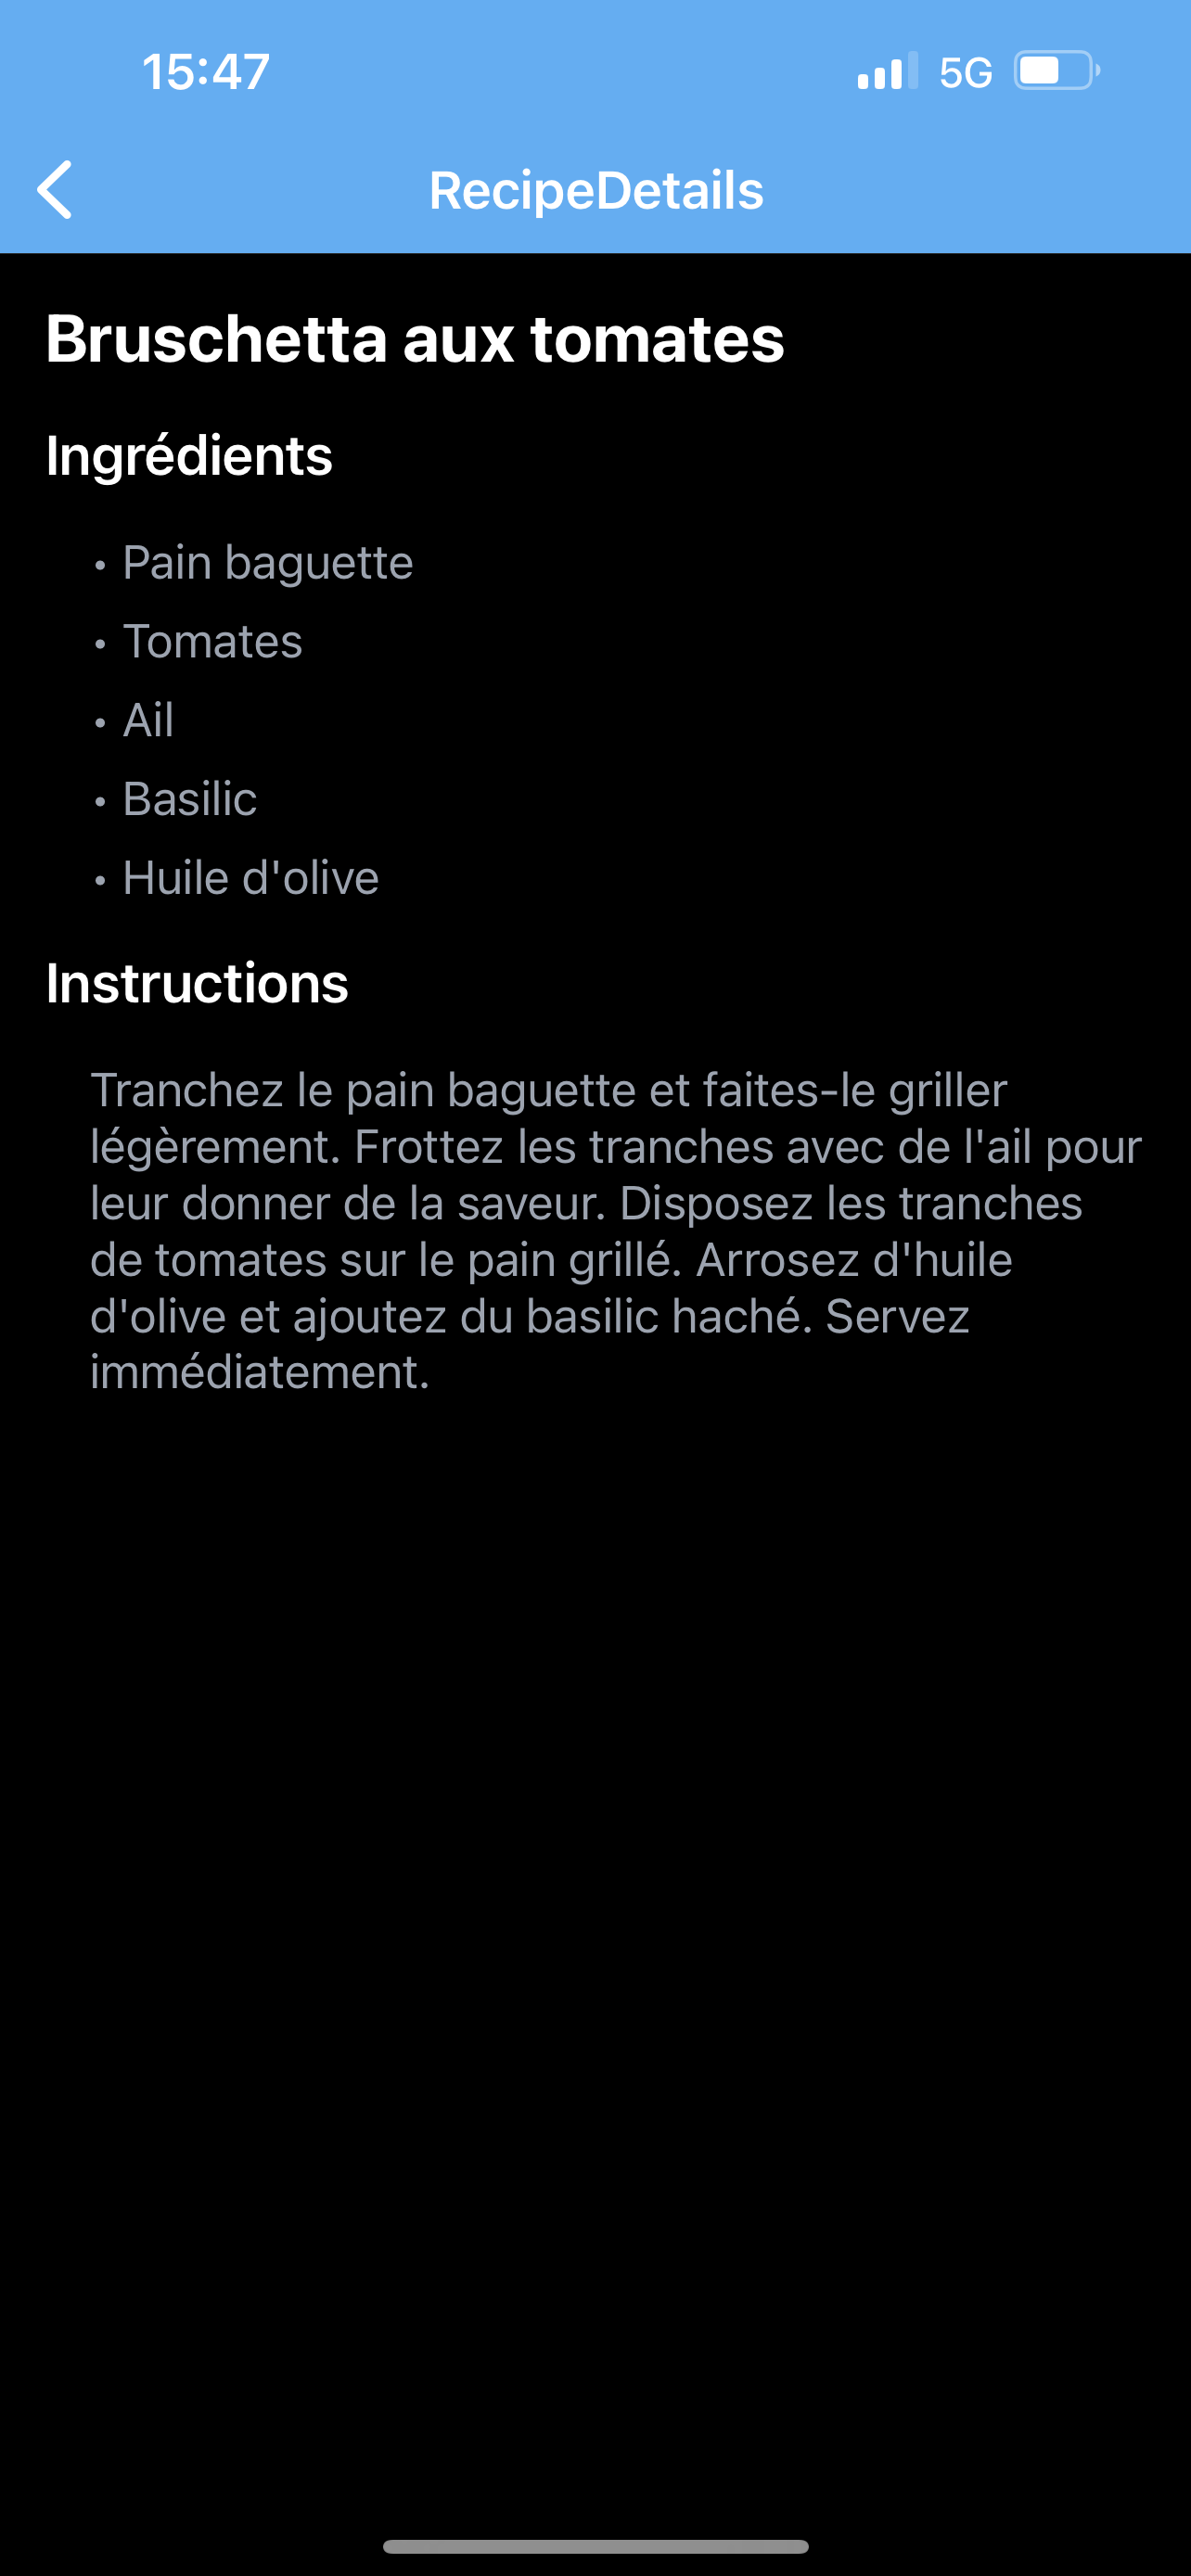 15:47 5G
RecipeDetails
Bruschetta aux tomates
Ingrédients
• Pain baguette
• Tomates
• Ail
• Basilic
• Huile d'olive
Instructions
Tranchez le pain baguette et faites-le griller
légèrement. Frottez les tranches avec de l'ail pour
leur donner de la saveur. Disposez les tranches
de tomates sur le pain grillé. Arrosez d'huile
d'olive et ajoutez du basilic haché. Servez
immédiatement.